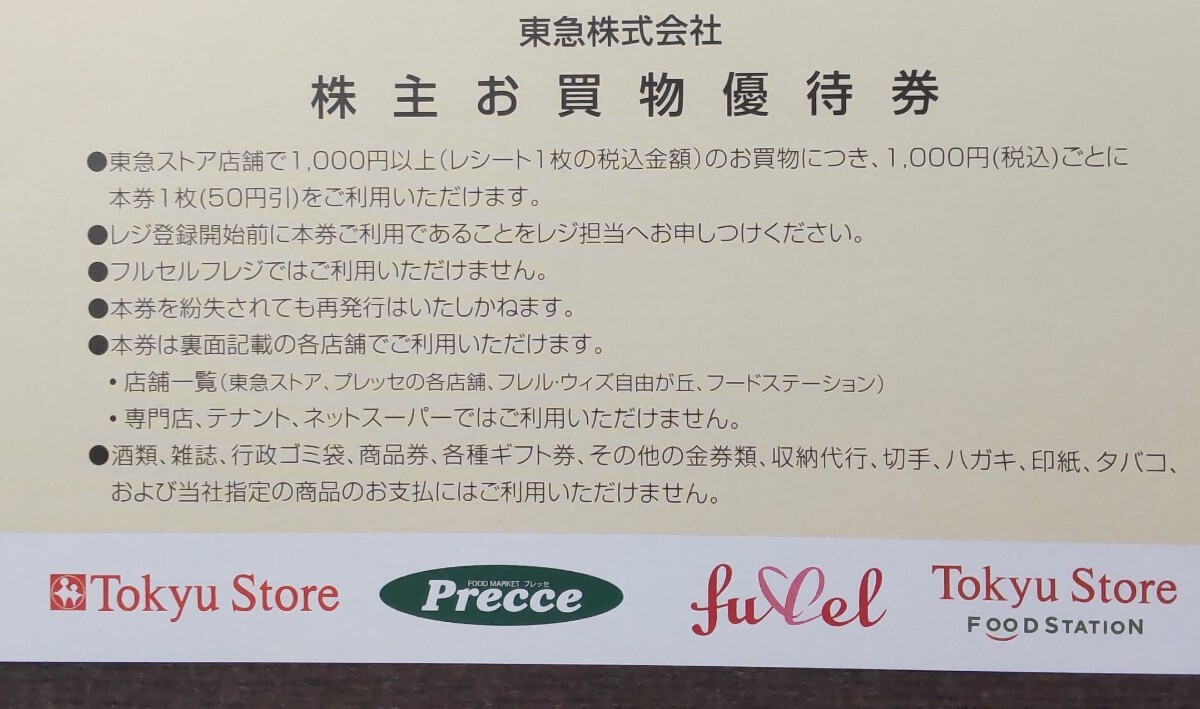 東急株式会社
株主お買物優待券
●東急ストア店舗で1,000円以上(レシート1枚の税込金額)のお買物につき、1,000円(税込)ごとに
本券1枚(50円引)をご利用いただけます。
●レジ登録開始前に本券ご利用であることをレジ担当へお申しつけください。
●フルセルフレジではご利用いただけません。
●本券を紛失されても再発行はいたしかねます。
●本券は裏面記載の各店舗でご利用いただけます。
・店舗一覧(東急ストア、プレッセの各店舗、フレル・ウィズ自由が丘、フードステーション)
・専門店、テナント、ネットスーパーではご利用いただけません。
●酒類、雑誌、行政ゴミ袋、商品券、各種ギフト券、その他の金券類、収納代行、切手、ハガキ、印紙、タバコ、
および当社指定の商品のお支払にはご利用いただけません。
Tokyu Store
FOOD MARKET プレッセ
Precce
fullel
Tokyu Store
FOOD STATION